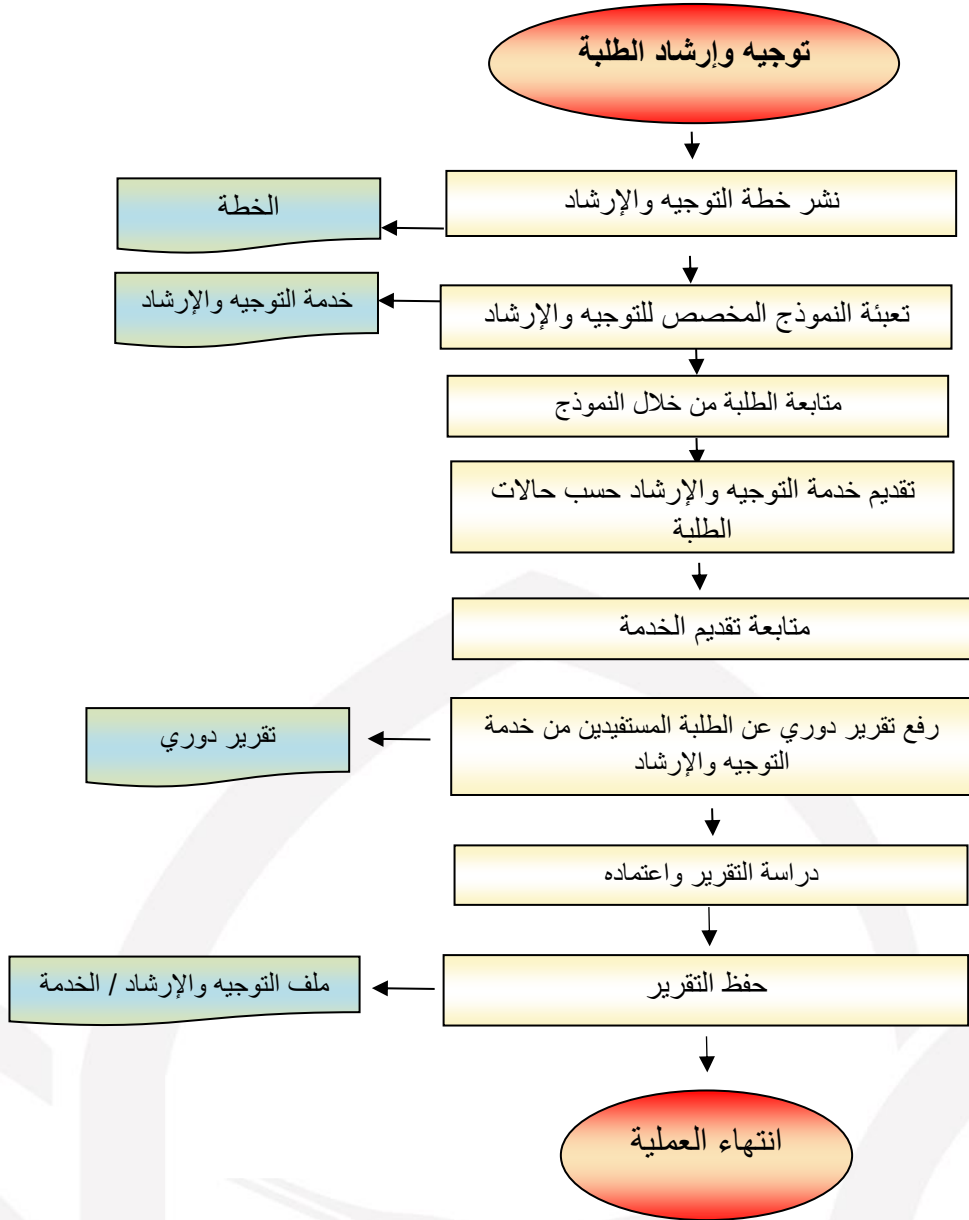 توجيه وإرشاد الطلبة
نشر خطة التوجيه والإرشاد
الخطة
تعبئة النموذج المخصص للتوجيه والإرشاد
خدمة التوجيه والإرشاد
متابعة الطلبة من خلال النموذج
تقديم خدمة التوجيه والإرشاد حسب حالات
الطلبة
متابعة تقديم الخدمة
رفع تقرير دوري عن الطلبة المستفيدين من خدمة
التوجيه والإرشاد
تقرير دوري
دراسة التقرير واعتماده
حفظ التقرير
ملف التوجيه والإرشاد / الخدمة
انتهاء العملية